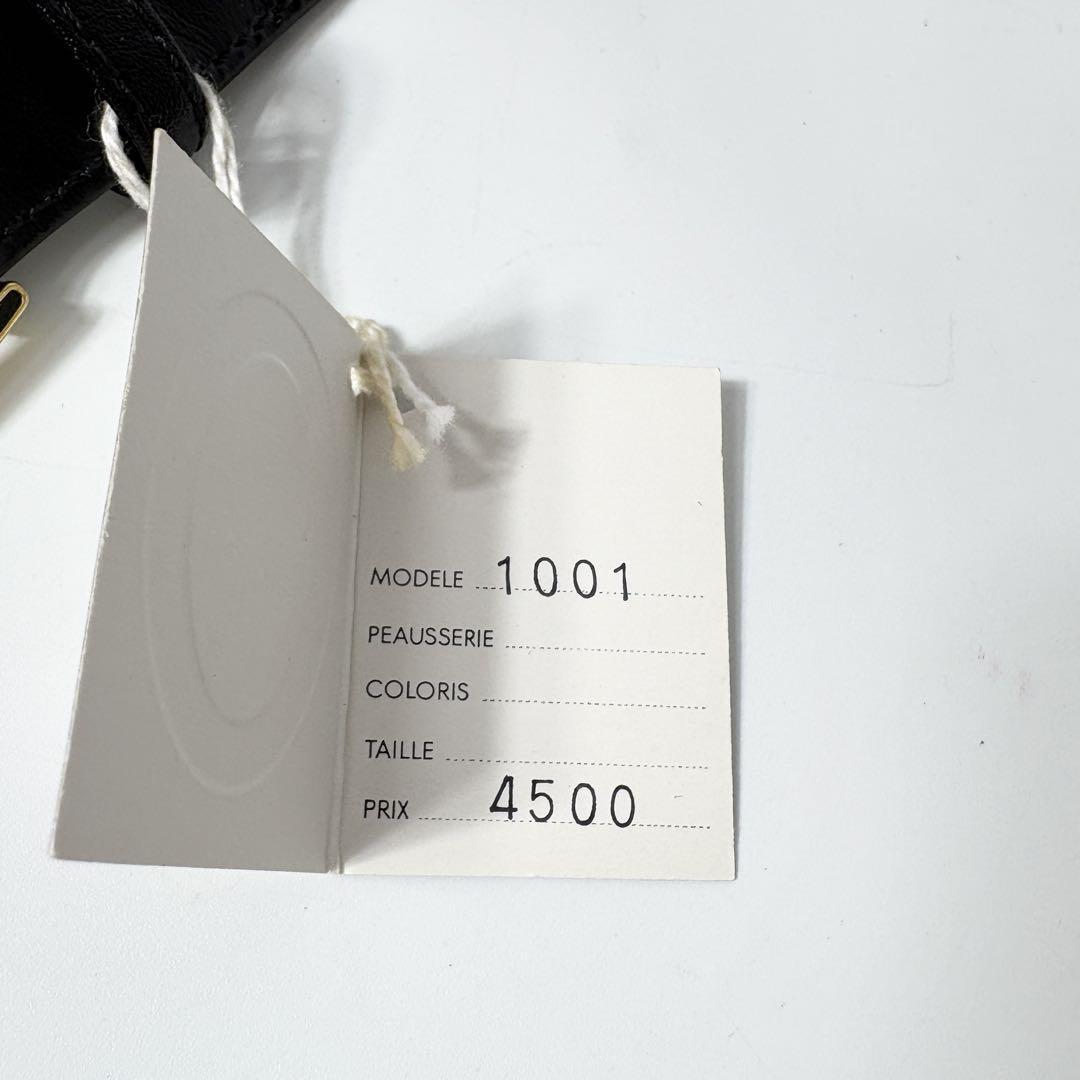 MODELE 1001
PEAUSSERIE
COLORIS
TAILLE
PRIX 4500